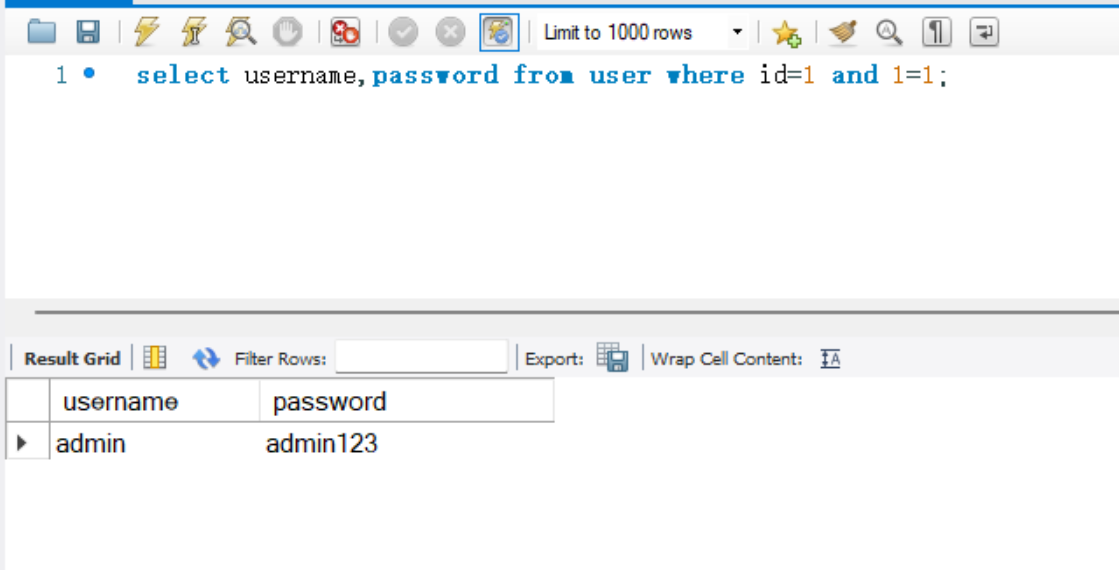 Limit to 1000 rows
1 select username,password from user where id=1 and 1=1;
Result Grid Filter Rows: Export: Wrap Cell Content: IA
username password
admin admin123